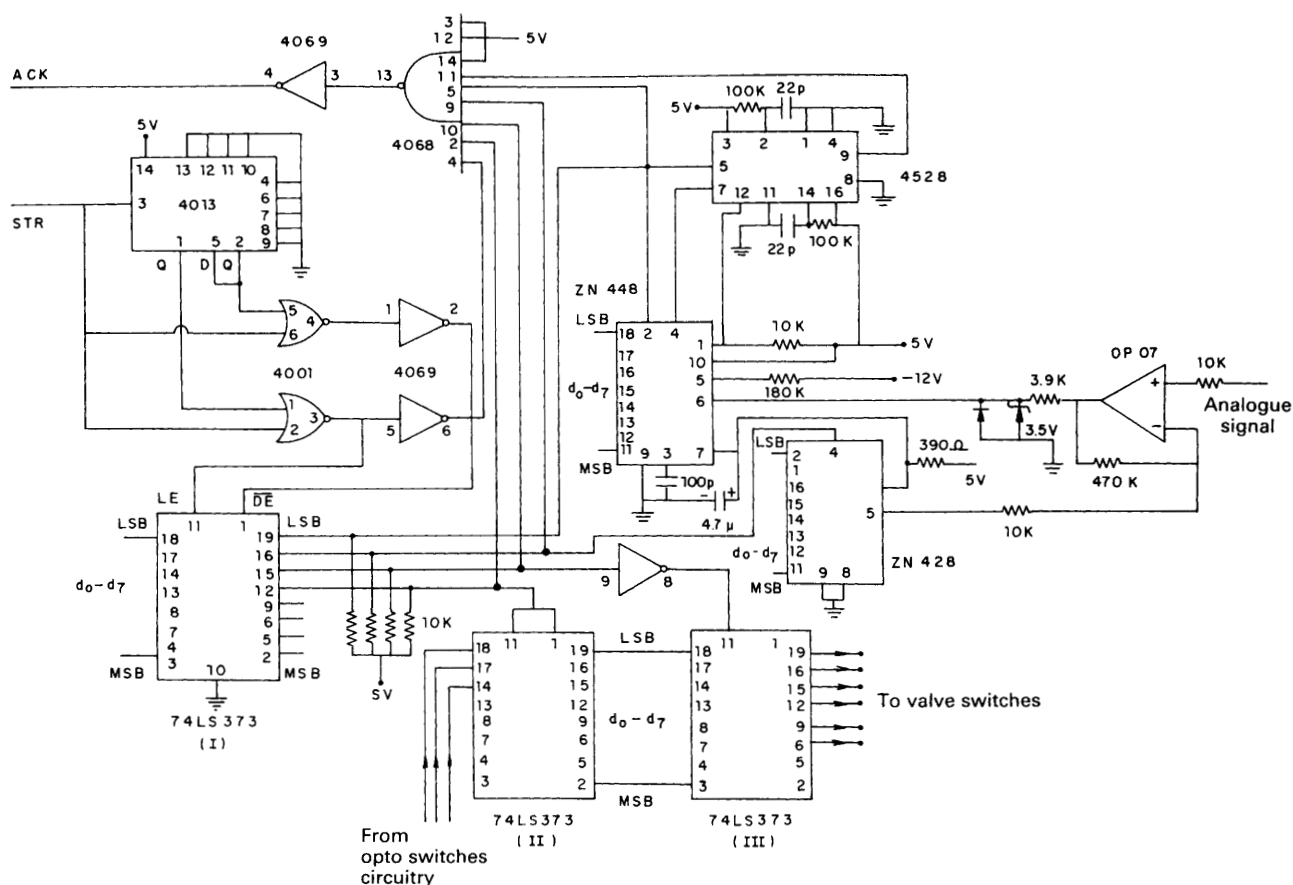 3
12
5V
14
4069
ACK
4
3
13
11
5
9
10
2
4
4068
5V
100K
22p
3
2
1
4
5
9
8
7
12
11
14
16
4528
22p
100K
5V
14
13
12
11
10
4
6
7
8
9
3
4013
STR
1
5
2
Q
D
Q
5
6
4
1
2
4001
4069
1
2
3
5
6
ZN 448
LSB
18
17
16
15
14
13
12
11
MSB
d0-d7
2
4
1
10
5
6
9
3
7
10K
5V
180K
-12V
100p
4.7 μ
-
+
OP 07
+
-
10K
Analogue
signal
3.9K
3.5V
390Ω
5V
470K
10K
LSB
2
1
16
15
14
13
12
11
MSB
d0-d7
4
5
9
8
ZN 428
LE
DE
LSB
18
17
14
13
8
7
4
3
MSB
d0-d7
11
1
LSB
19
16
15
12
9
6
5
2
MSB
10
74LS373
(I)
10K
5V
9
8
18
17
14
13
8
7
4
3
11
1
19
16
15
12
9
6
5
2
LSB
d0-d7
MSB
74LS373
(II)
18
17
14
13
8
7
4
3
11
1
19
16
15
12
9
6
5
2
74LS373
(III)
To valve switches
From
opto switches
circuitry